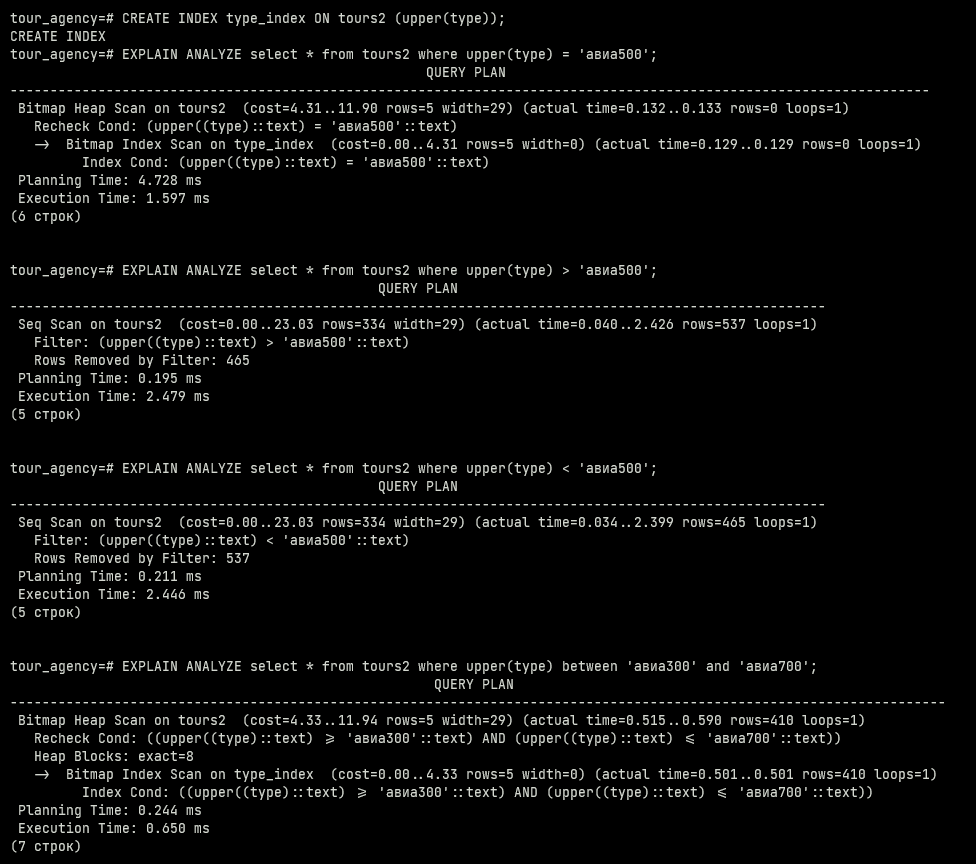 tour_agency=# CREATE INDEX type_index ON tours2 (upper(type));
CREATE INDEX
tour_agency=# EXPLAIN ANALYZE select * from tours2 where upper(type) = 'авиа500';
QUERY PLAN
-------------------------------------------------------------------------------------------------------------------
Bitmap Heap Scan on tours2  (cost=4.31..11.90 rows=5 width=29) (actual time=0.132..0.133 rows=0 loops=1)
Recheck Cond: (upper((type)::text) = 'авиа500'::text)
->  Bitmap Index Scan on type_index  (cost=0.00..4.31 rows=5 width=0) (actual time=0.129..0.129 rows=0 loops=1)
Index Cond: (upper((type)::text) = 'авиа500'::text)
Planning Time: 4.728 ms
Execution Time: 1.597 ms
(6 строк)
tour_agency=# EXPLAIN ANALYZE select * from tours2 where upper(type) > 'авиа500';
QUERY PLAN
------------------------------------------------------------------------------------------------------
Seq Scan on tours2  (cost=0.00..23.03 rows=334 width=29) (actual time=0.040..2.426 rows=537 loops=1)
Filter: (upper((type)::text) > 'авиа500'::text)
Rows Removed by Filter: 465
Planning Time: 0.195 ms
Execution Time: 2.479 ms
(5 строк)
tour_agency=# EXPLAIN ANALYZE select * from tours2 where upper(type) < 'авиа500';
QUERY PLAN
------------------------------------------------------------------------------------------------------
Seq Scan on tours2  (cost=0.00..23.03 rows=334 width=29) (actual time=0.034..2.399 rows=465 loops=1)
Filter: (upper((type)::text) < 'авиа500'::text)
Rows Removed by Filter: 537
Planning Time: 0.211 ms
Execution Time: 2.446 ms
(5 строк)
tour_agency=# EXPLAIN ANALYZE select * from tours2 where upper(type) between 'авиа300' and 'авиа700';
QUERY PLAN
---------------------------------------------------------------------------------------------------------------------
Bitmap Heap Scan on tours2  (cost=4.33..11.94 rows=5 width=29) (actual time=0.515..0.590 rows=410 loops=1)
Recheck Cond: ((upper((type)::text) >= 'авиа300'::text) AND (upper((type)::text) <= 'авиа700'::text))
Heap Blocks: exact=8
->  Bitmap Index Scan on type_index  (cost=0.00..4.33 rows=5 width=0) (actual time=0.501..0.501 rows=410 loops=1)
Index Cond: ((upper((type)::text) >= 'авиа300'::text) AND (upper((type)::text) <= 'авиа700'::text))
Planning Time: 0.244 ms
Execution Time: 0.650 ms
(7 строк)